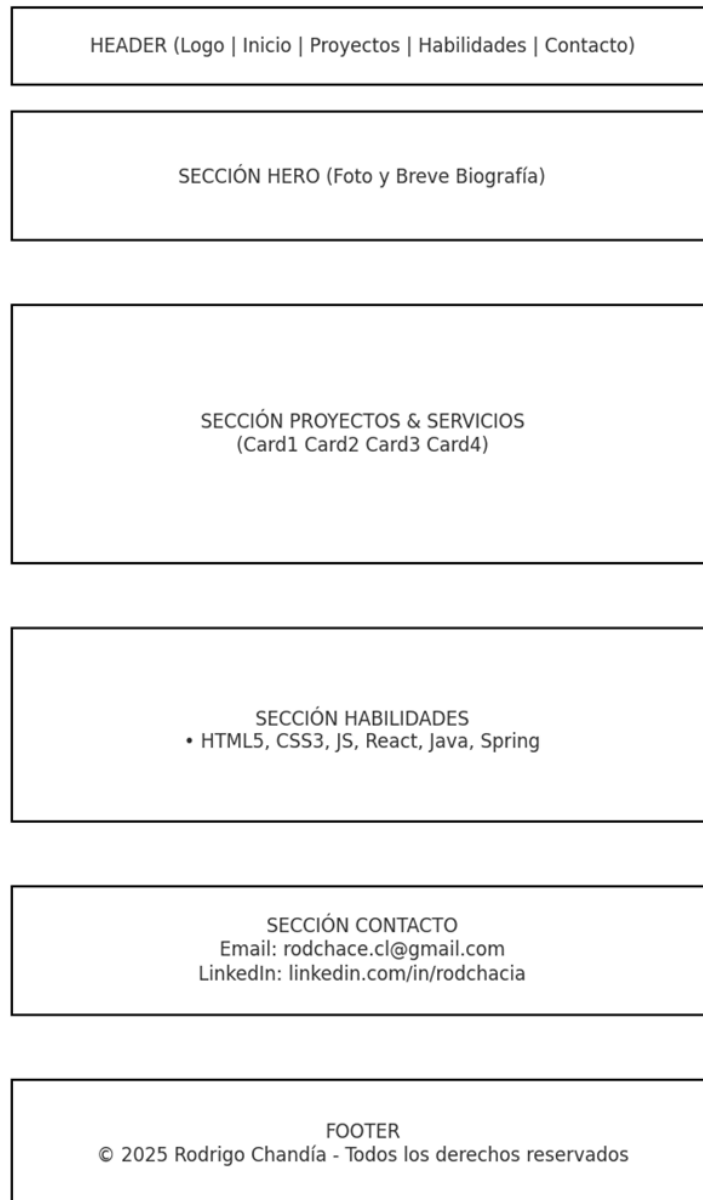 HEADER (Logo | Inicio | Proyectos | Habilidades | Contacto)
SECCIÓN HERO (Foto y Breve Biografía)
SECCIÓN PROYECTOS & SERVICIOS
(Card1 Card2 Card3 Card4)
SECCIÓN HABILIDADES
• HTML5, CSS3, JS, React, Java, Spring
SECCIÓN CONTACTO
Email: rodchace.cl@gmail.com
LinkedIn: linkedin.com/in/rodchacia
FOOTER
© 2025 Rodrigo Chandía - Todos los derechos reservados